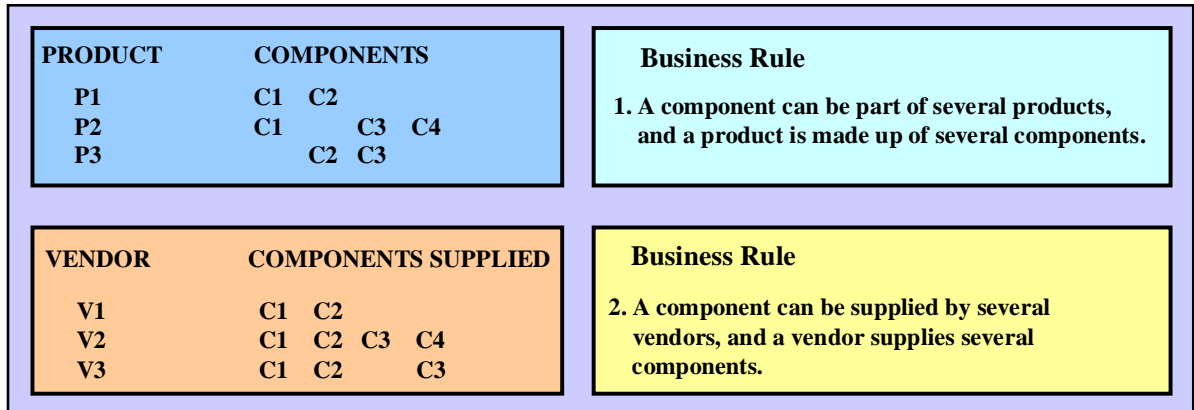 PRODUCT COMPONENTS
P1 C1 C2
P2 C1 C3 C4
P3 C2 C3
Business Rule
1. A component can be part of several products,
and a product is made up of several components.
VENDOR COMPONENTS SUPPLIED
V1 C1 C2
V2 C1 C2 C3 C4
V3 C1 C2 C3
Business Rule
2. A component can be supplied by several
vendors, and a vendor supplies several
components.